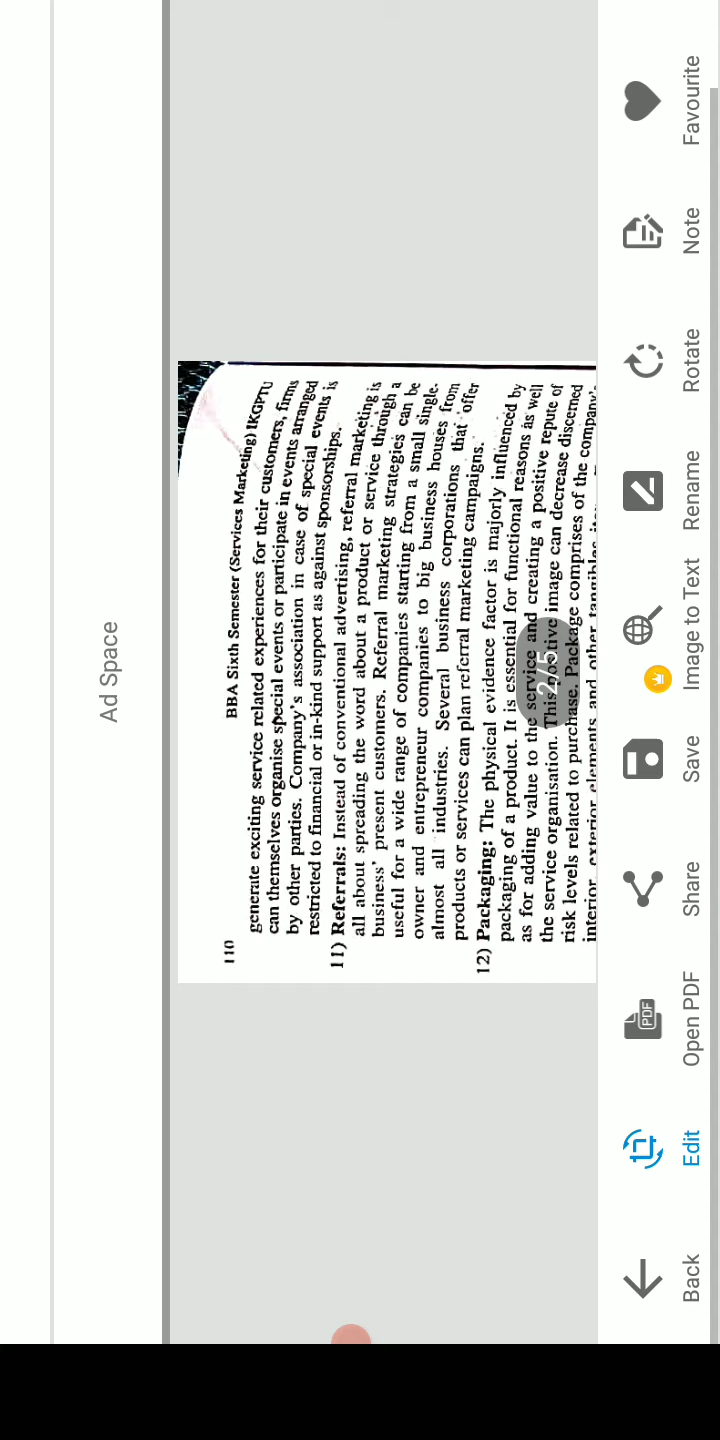 Ad Space
110
BBA Sixth Semester (Services Marketing) IKGPTU
generate exciting service related experiences for their customers, firms
can themselves organise special events or participate in events arranged
by other parties. Company's association in case of special events is
restricted to financial or in-kind support as against sponsorships.
11) Referrals: Instead of conventional advertising, referral marketing is
all about spreading the word about a product or service through a
business' present customers. Referral marketing strategies can be
useful for a wide range of companies starting from a small single-
owner and entrepreneur companies to big business houses from
almost all industries. Several business corporations that offer
products or services can plan referral marketing campaigns.
12) Packaging: The physical evidence factor is majorly influenced by
packaging of a product. It is essential for functional reasons as well
as for adding value to the service and creating a positive repute of
the service organisation. This positive image can decrease discerned
risk levels related to purchase. Package comprises of the company's
interior, exterior elements and other tangibles
2/5
Back
Edit
Open PDF
Share
Save
Image to Text
Rename
Rotate
Note
Favourite
PDF